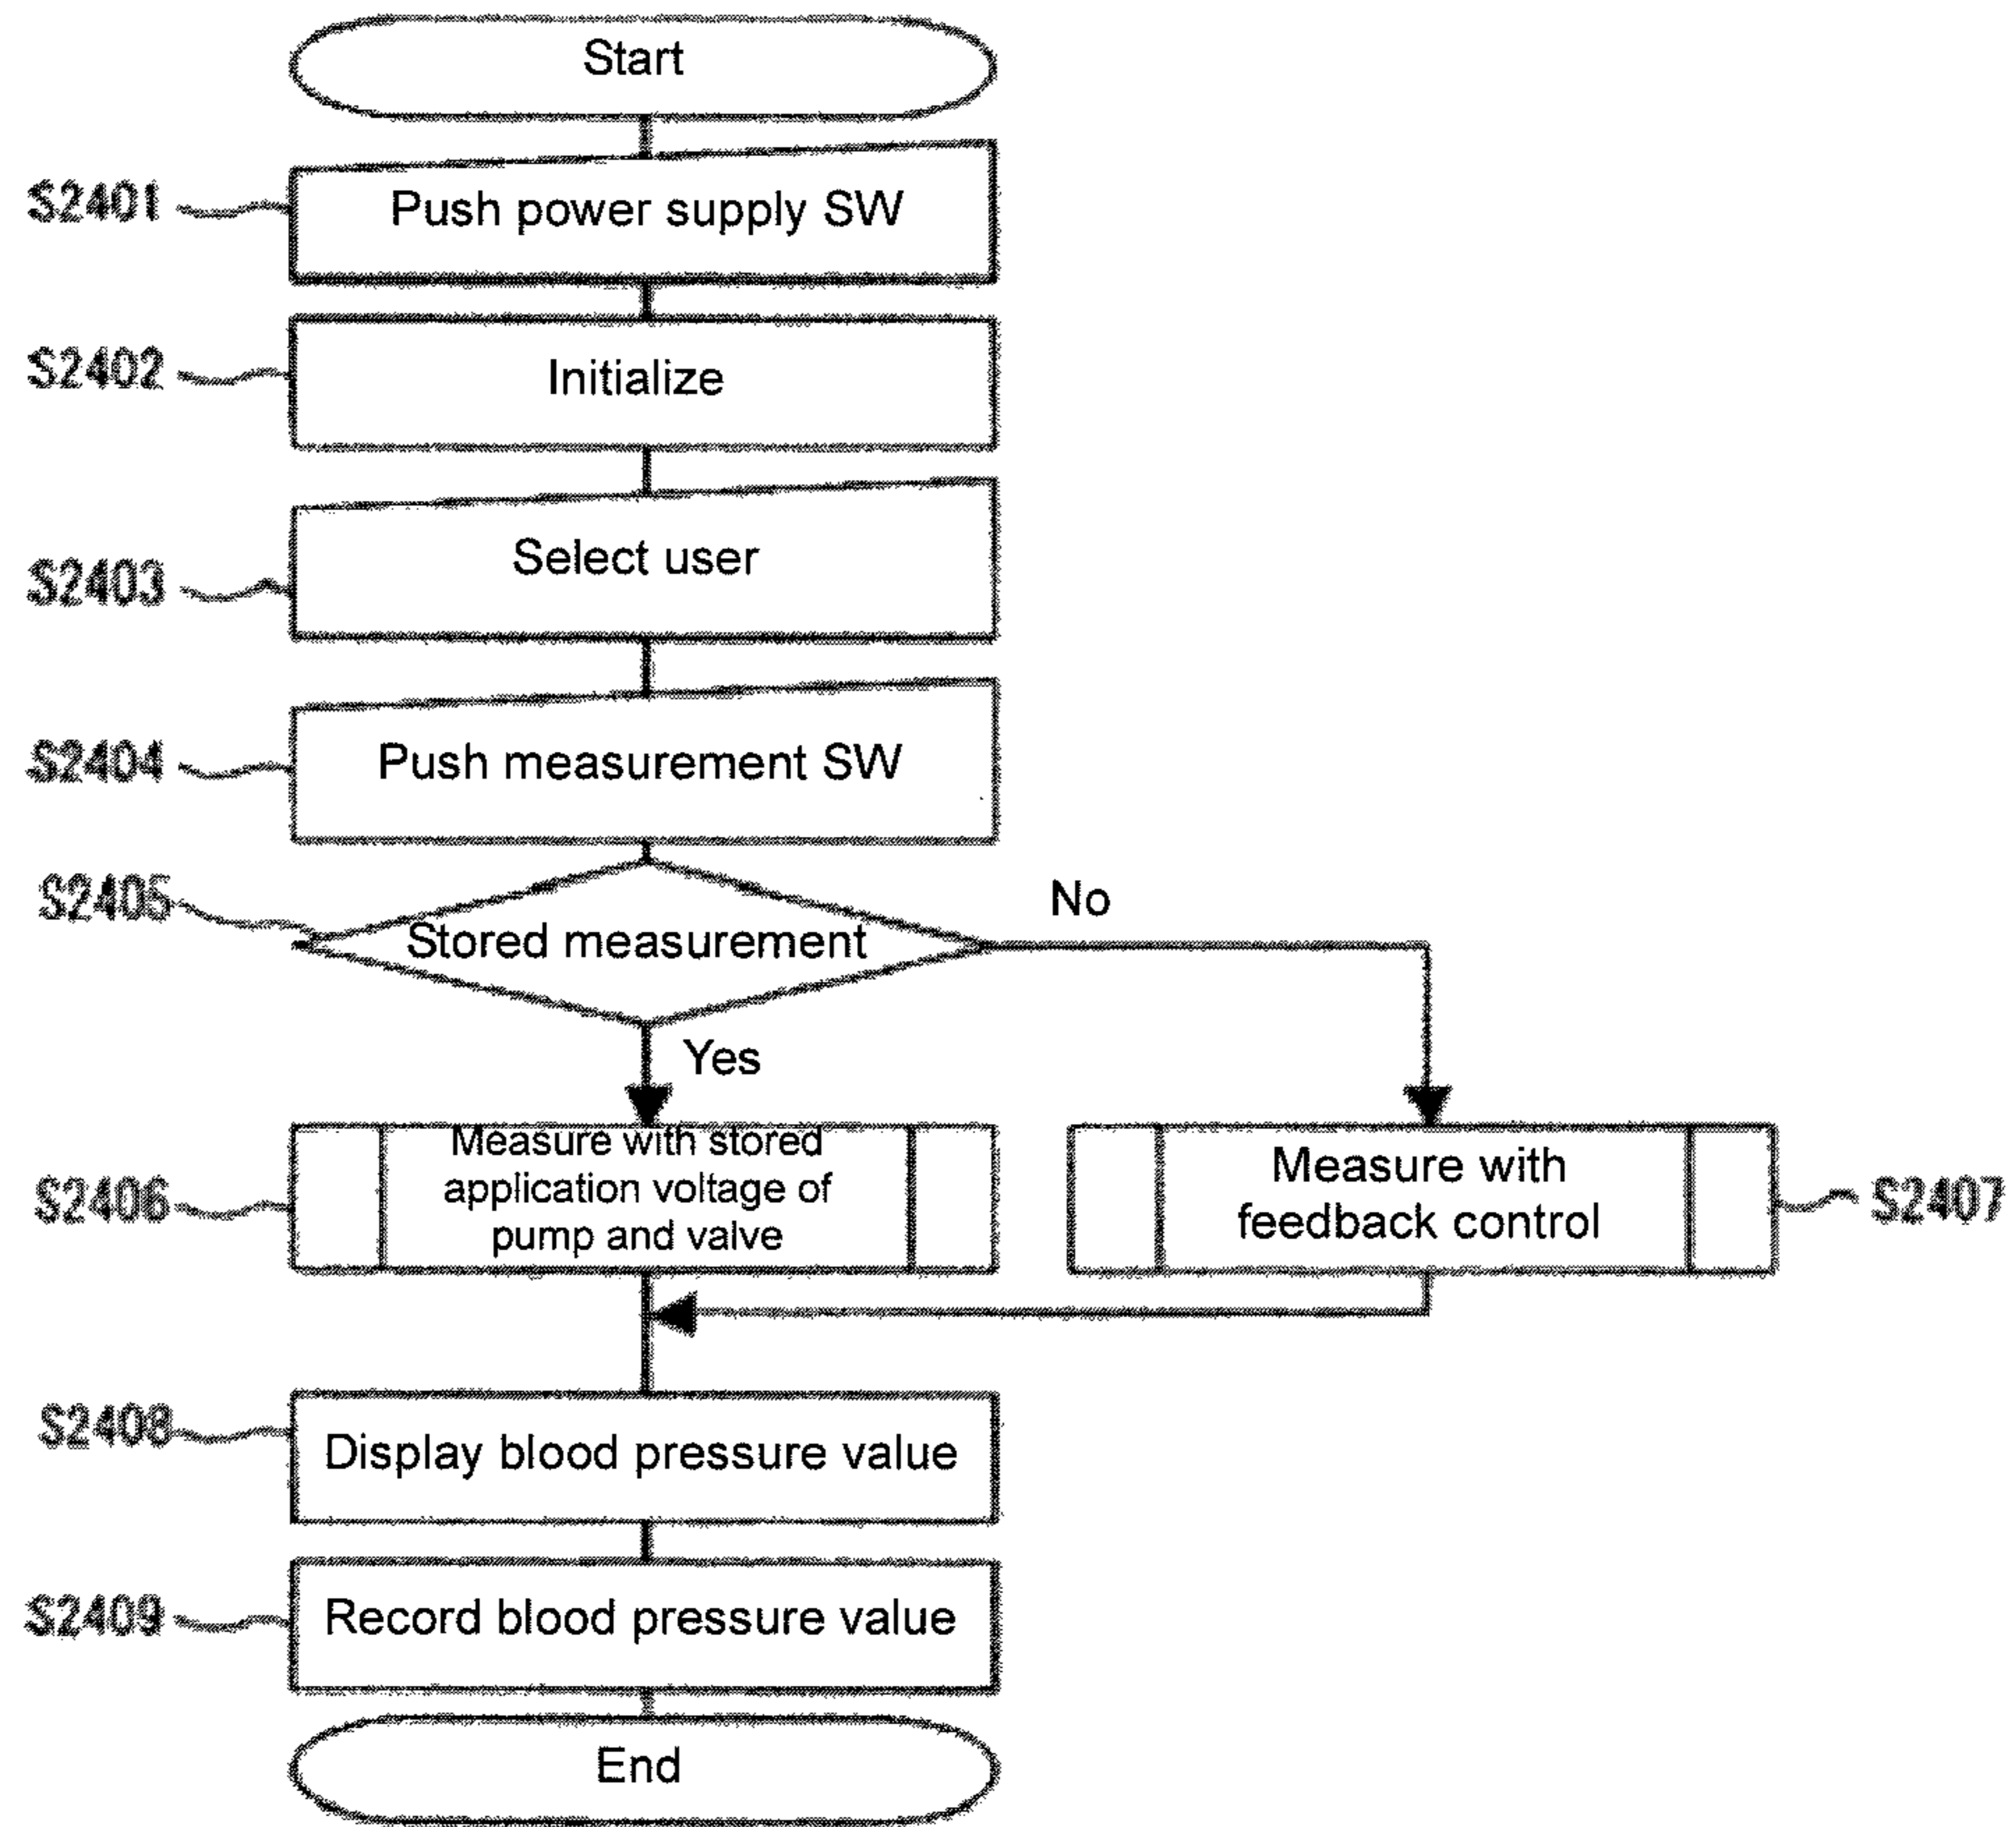 Start
S2401
Push power supply SW
S2402
Initialize
S2403
Select user
S2404
Push measurement SW
S2405
Stored measurement
No
Yes
S2406
Measure with stored
application voltage of
pump and valve
Measure with
feedback control
S2407
S2408
Display blood pressure value
S2409
Record blood pressure value
End